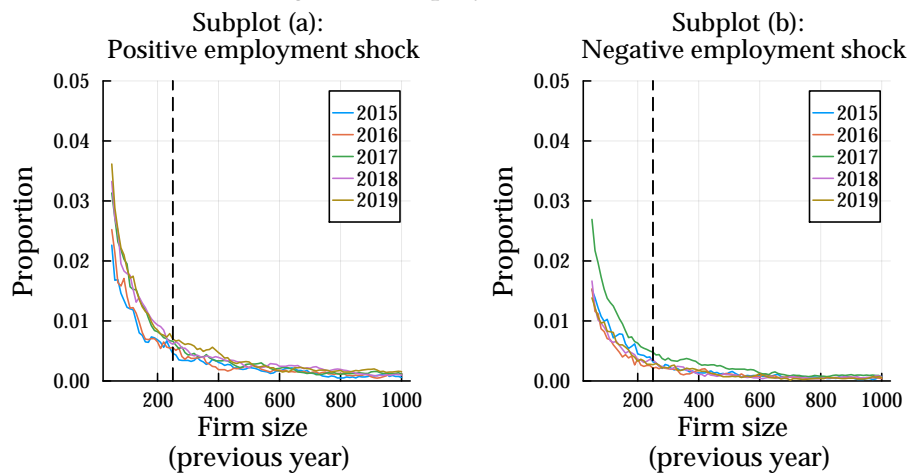 Subplot (a):
Positive employment shock
0.05
0.04
0.03
0.02
0.01
0.00
Proportion
2015
2016
2017
2018
2019
200 400 600 800 1000
Firm size
(previous year)
Subplot (b):
Negative employment shock
0.05
0.04
0.03
0.02
0.01
0.00
Proportion
2015
2016
2017
2018
2019
200 400 600 800 1000
Firm size
(previous year)